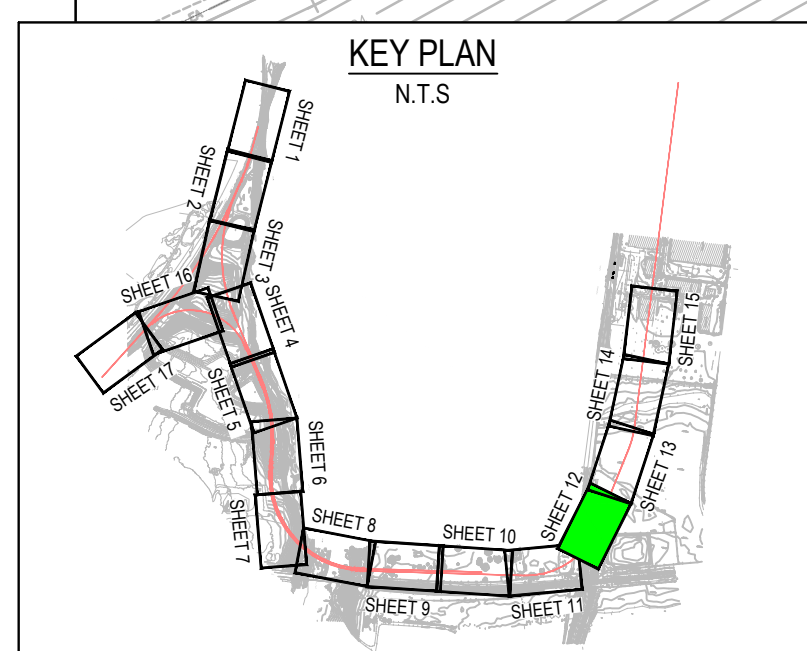 KEY PLAN
N.T.S
SHEET 1
SHEET 2
SHEET 3
SHEET 4
SHEET 16
SHEET 17
SHEET 5
SHEET 6
SHEET 7
SHEET 8
SHEET 9
SHEET 10
SHEET 11
SHEET 12
SHEET 13
SHEET 14
SHEET 15